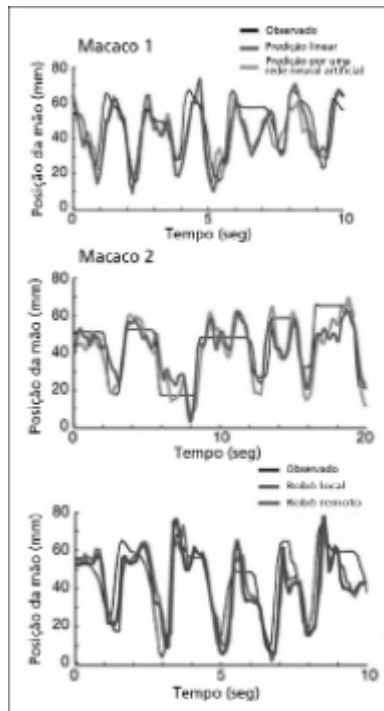 Macaco 1
Observado
Predição linear
Predição por uma
rede neural artificial
Posição da mão (mm)
80
60
40
20
0
0
5
10
Tempo (seg)
Macaco 2
Posição da mão (mm)
80
60
40
20
0
0
10
20
Tempo (seg)
Observado
Robô local
Robô remoto
Posição da mão (mm)
80
60
40
20
0
0
5
10
Tempo (seg)